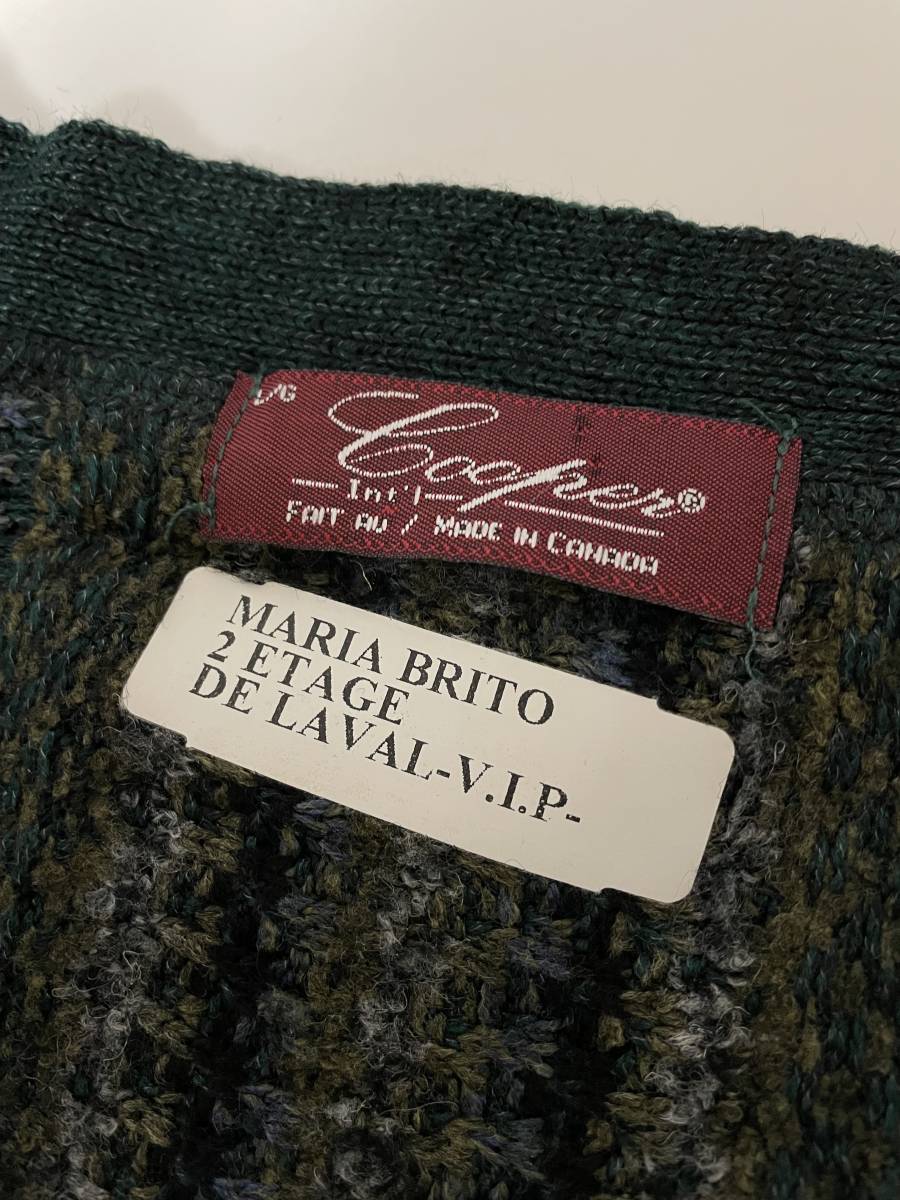 L/G
Cooper®
Int'l
FAIT AU / MADE IN CANADA
MARIA BRITO
2 ETAGE
DE LAVAL-V.I.P-